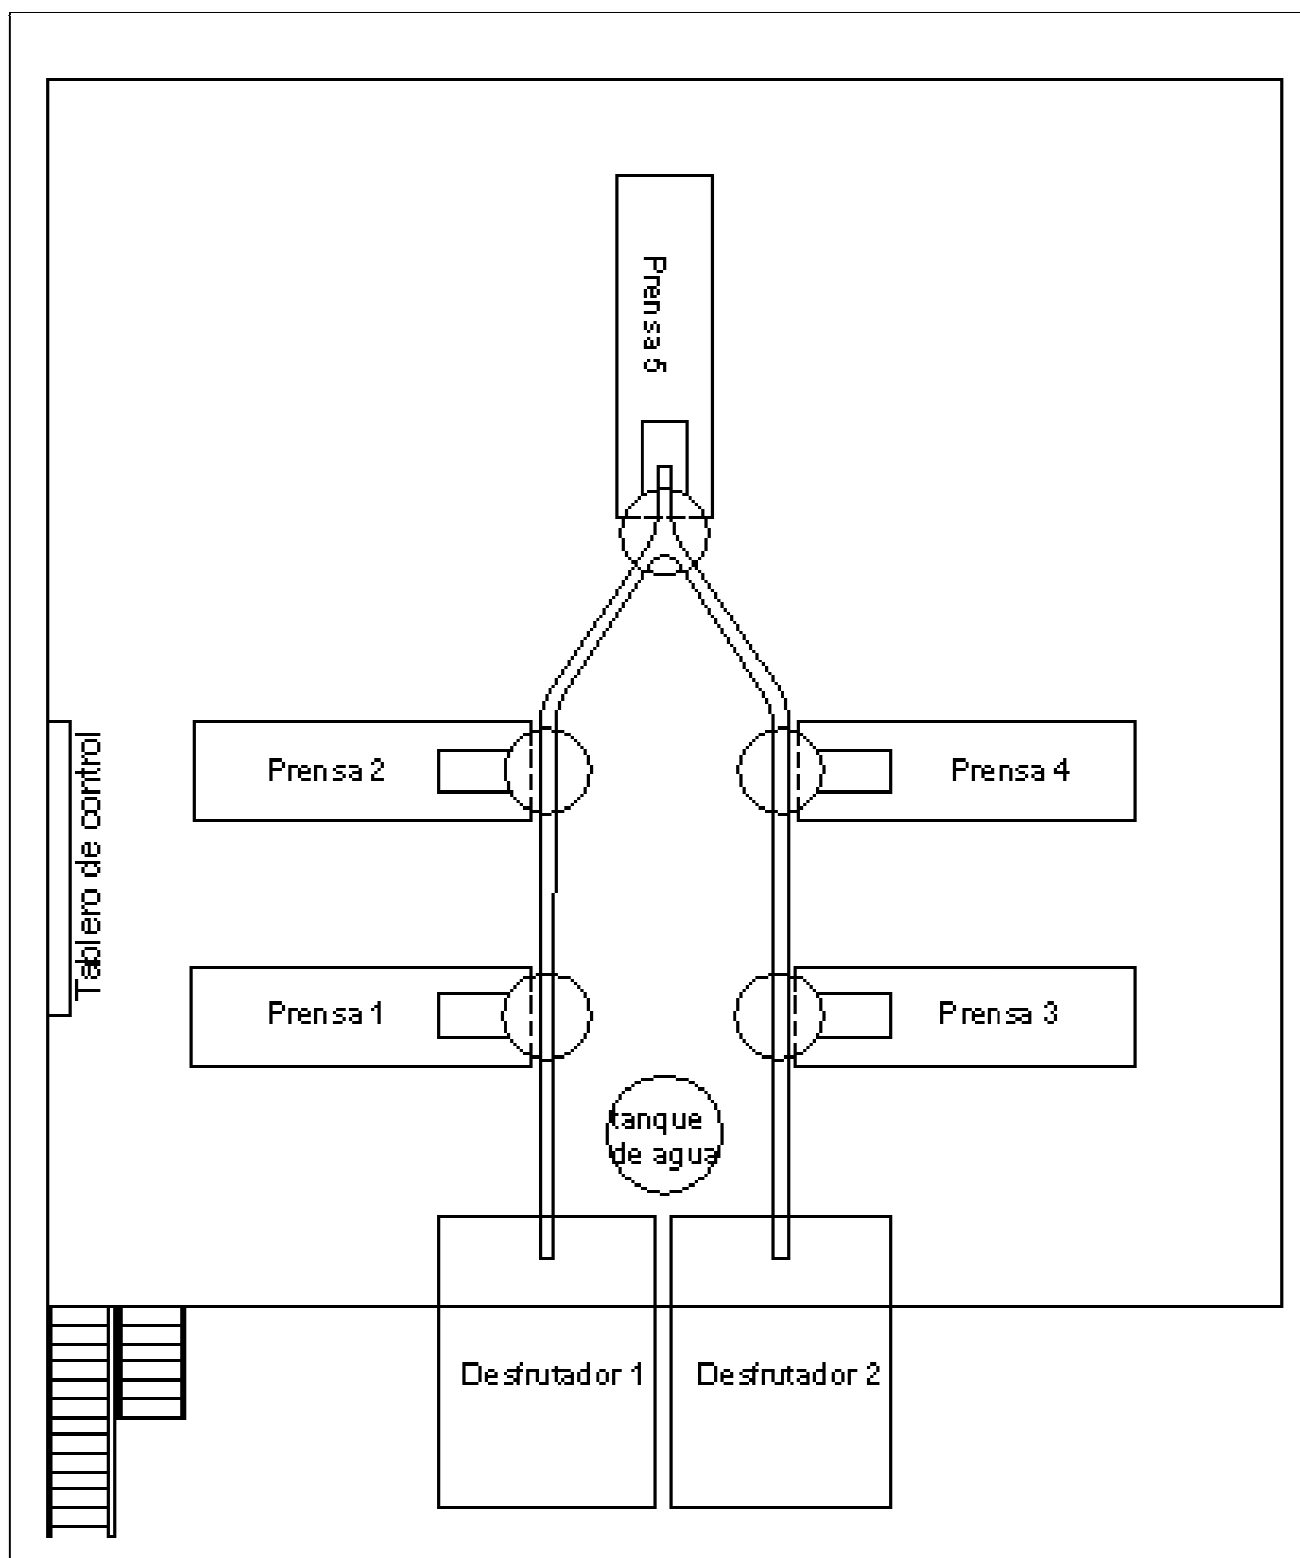 Prensa 5
Prensa 2
Prensa 4
Tablero de control
Prensa 1
Prensa 3
tanque
de agua
Desfrutador 1
Desfrutador 2